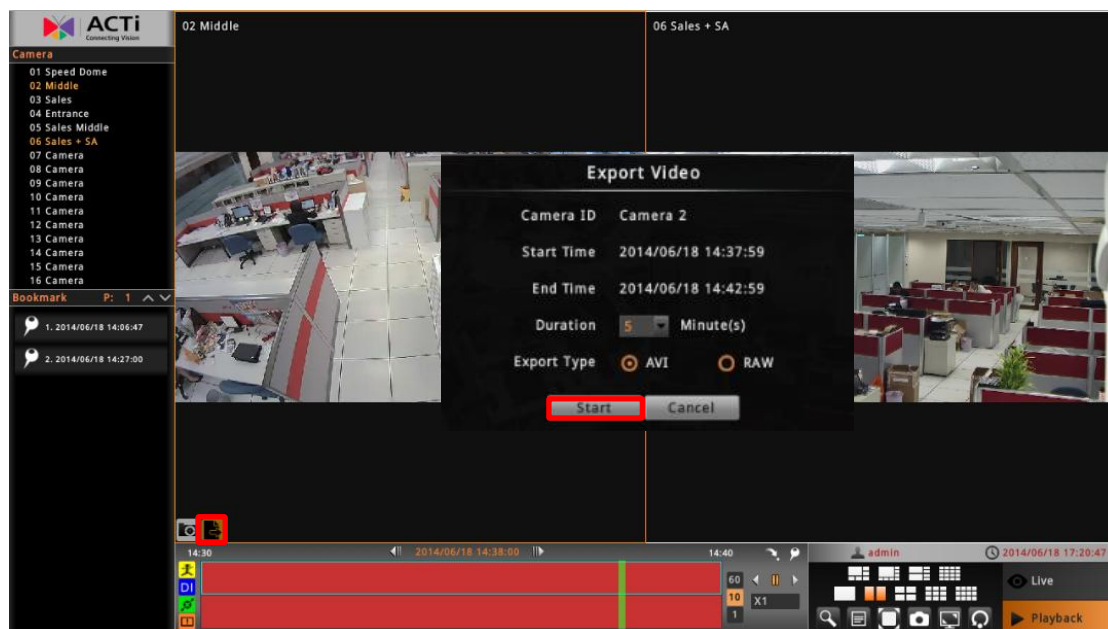 ACTi
Connecting Vision
Camera
01 Speed Dome
02 Middle
03 Sales
04 Entrance
05 Sales Middle
06 Sales + SA
07 Camera
08 Camera
09 Camera
10 Camera
11 Camera
12 Camera
13 Camera
14 Camera
15 Camera
16 Camera
Bookmark P: 1
1. 2014/06/18 14:06:47
2. 2014/06/18 14:27:00
02 Middle
06 Sales + SA
Export Video
Camera ID Camera 2
Start Time 2014/06/18 14:37:59
End Time 2014/06/18 14:42:59
Duration 5 Minute(s)
Export Type AVI RAW
Start Cancel
14:30 2014/06/18 14:38:00 14:40
DI
60
10 X1
1
admin 2014/06/18 17:20:47
Live
Playback